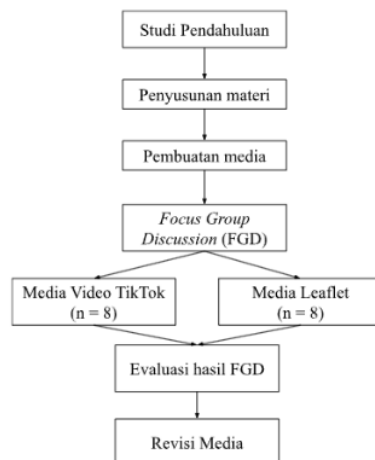 Studi Pendahuluan
Penyusunan materi
Pembuatan media
Focus Group
Discussion (FGD)
Media Video TikTok
(n = 8)
Media Leaflet
(n = 8)
Evaluasi hasil FGD
Revisi Media